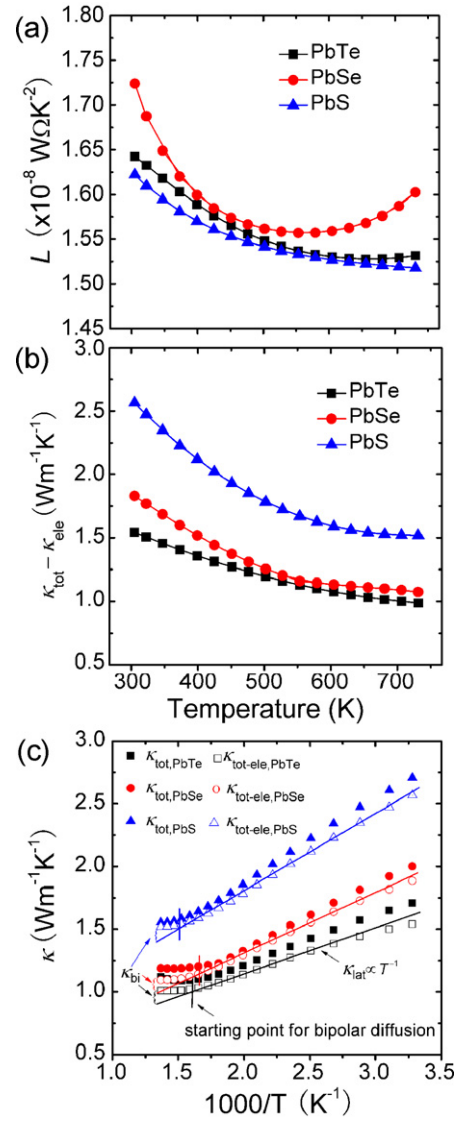 (a)
1.80
1.75
1.70
1.65
1.60
1.55
1.50
1.45
L (x10⁻⁸ WΩK⁻²)
PbTe
PbSe
PbS
(b)
3.0
2.5
2.0
1.5
1.0
0.5
κtot − κele (Wm⁻¹K⁻¹)
PbTe
PbSe
PbS
300 400 500 600 700
Temperature (K)
(c)
3.0
2.5
2.0
1.5
1.0
0.5
κ (Wm⁻¹K⁻¹)
κtot,PbTe κtot-ele,PbTe
κtot,PbSe κtot-ele,PbSe
κtot,PbS κtot-ele,PbS
κbi
κlat∝ T⁻¹
starting point for bipolar diffusion
1.0 1.5 2.0 2.5 3.0 3.5
1000/T (K⁻¹)